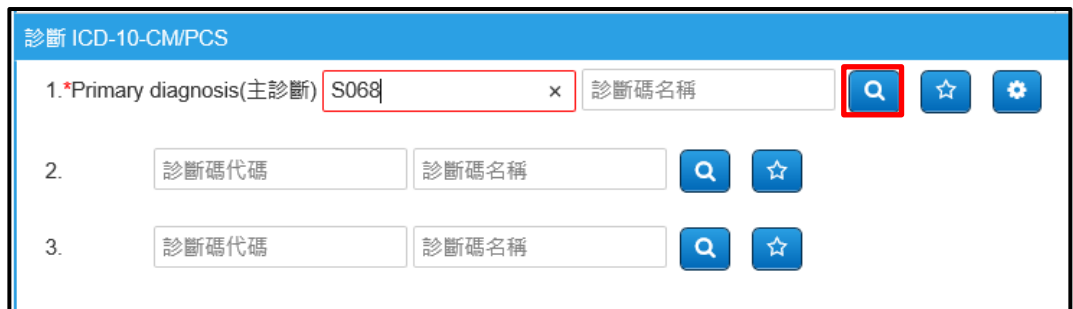 診斷 ICD-10-CM/PCS
1.*Primary diagnosis(主診斷) S068 × 診斷碼名稱
2. 診斷碼代碼 診斷碼名稱
3. 診斷碼代碼 診斷碼名稱